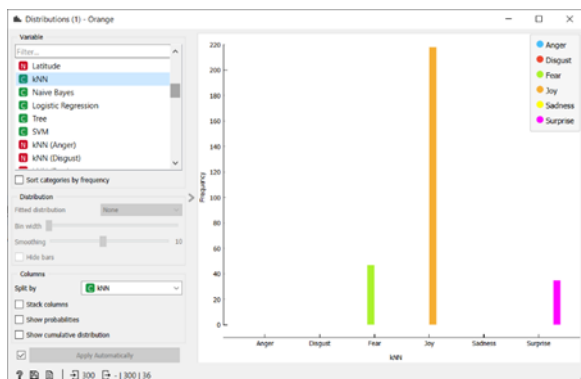 Distributions (1) - Orange
Variable
Filter...
N Latitude
C kNN
C Naive Bayes
C Logistic Regression
C Tree
C SVM
N kNN (Anger)
N kNN (Disgust)
Sort categories by frequency
Distribution
Fitted distribution None
Bin width
Smoothing 10
Hide bars
Columns
Split by C kNN
Stack columns
Show probabilities
Show cumulative distribution
Apply Automatically
? 300 - | 300 | 36
Frequency
220
200
180
160
140
120
100
80
60
40
20
0
Anger Disgust Fear Joy Sadness Surprise
kNN
Anger
Disgust
Fear
Joy
Sadness
Surprise